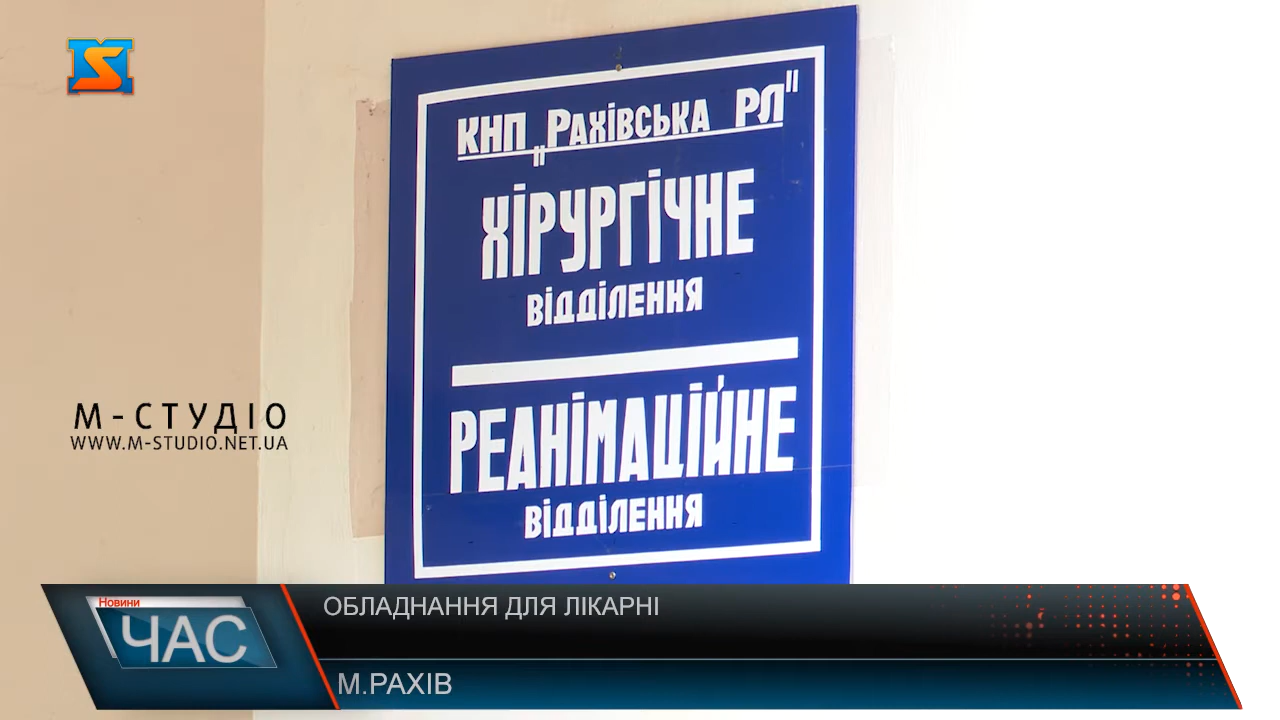 КНП „Рахівська РЛ"
ХІРУРГІЧНЕ
ВІДДІЛЕННЯ
РЕАНІМАЦІЙНЕ
ВІДДІЛЕННЯ
М-СТУДІО
WWW.M-STUDIO.NET.UA
Новини
ЧАС
ОБЛАДНАННЯ ДЛЯ ЛІКАРНІ
М.РАХІВ